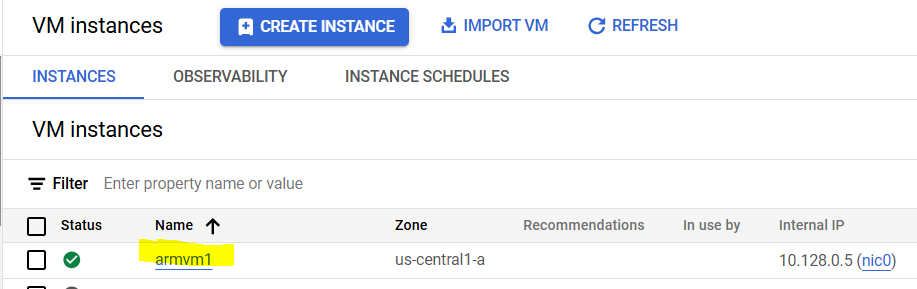 VM instances CREATE INSTANCE IMPORT VM REFRESH
INSTANCES OBSERVABILITY INSTANCE SCHEDULES
VM instances
Filter Enter property name or value
Status Name Zone Recommendations In use by Internal IP
armvm1 us-central1-a 10.128.0.5 (nic0)